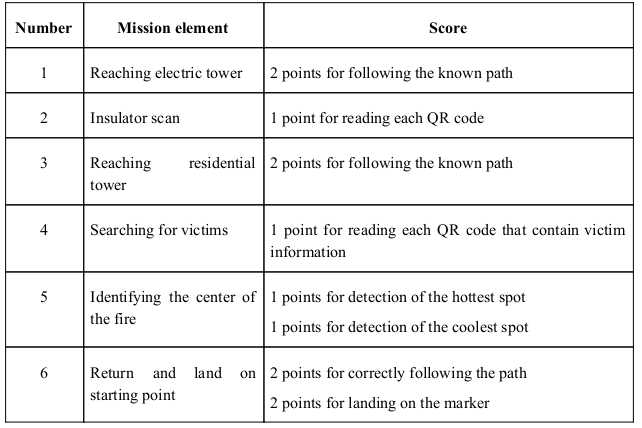 Number Mission element Score
1 Reaching electric tower 2 points for following the known path
2 Insulator scan 1 point for reading each QR code
3 Reaching residential tower 2 points for following the known path
4 Searching for victims 1 point for reading each QR code that contain victim information
5 Identifying the center of the fire 1 points for detection of the hottest spot
1 points for detection of the coolest spot
6 Return and land on starting point 2 points for correctly following the path
2 points for landing on the marker